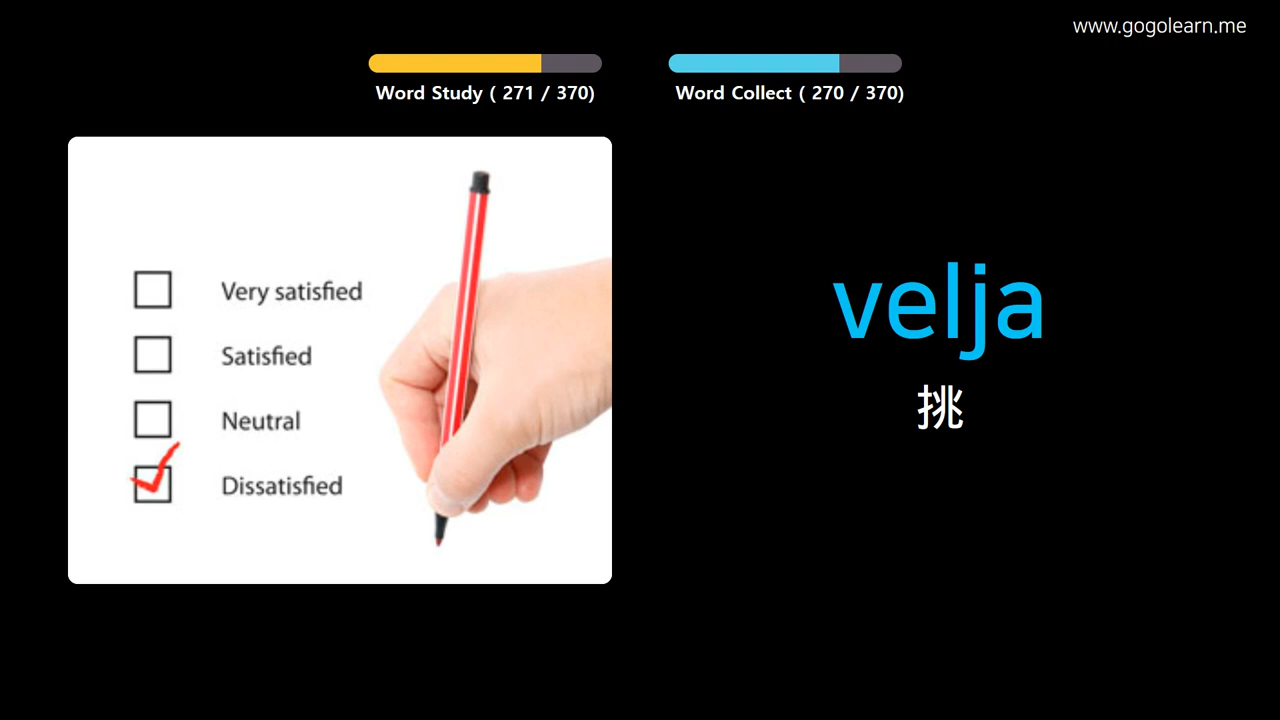 www.gogolearn.me
Word Study ( 271 / 370)
Word Collect ( 270 / 370)
Very satisfied
Satisfied
Neutral
Dissatisfied
velja
挑